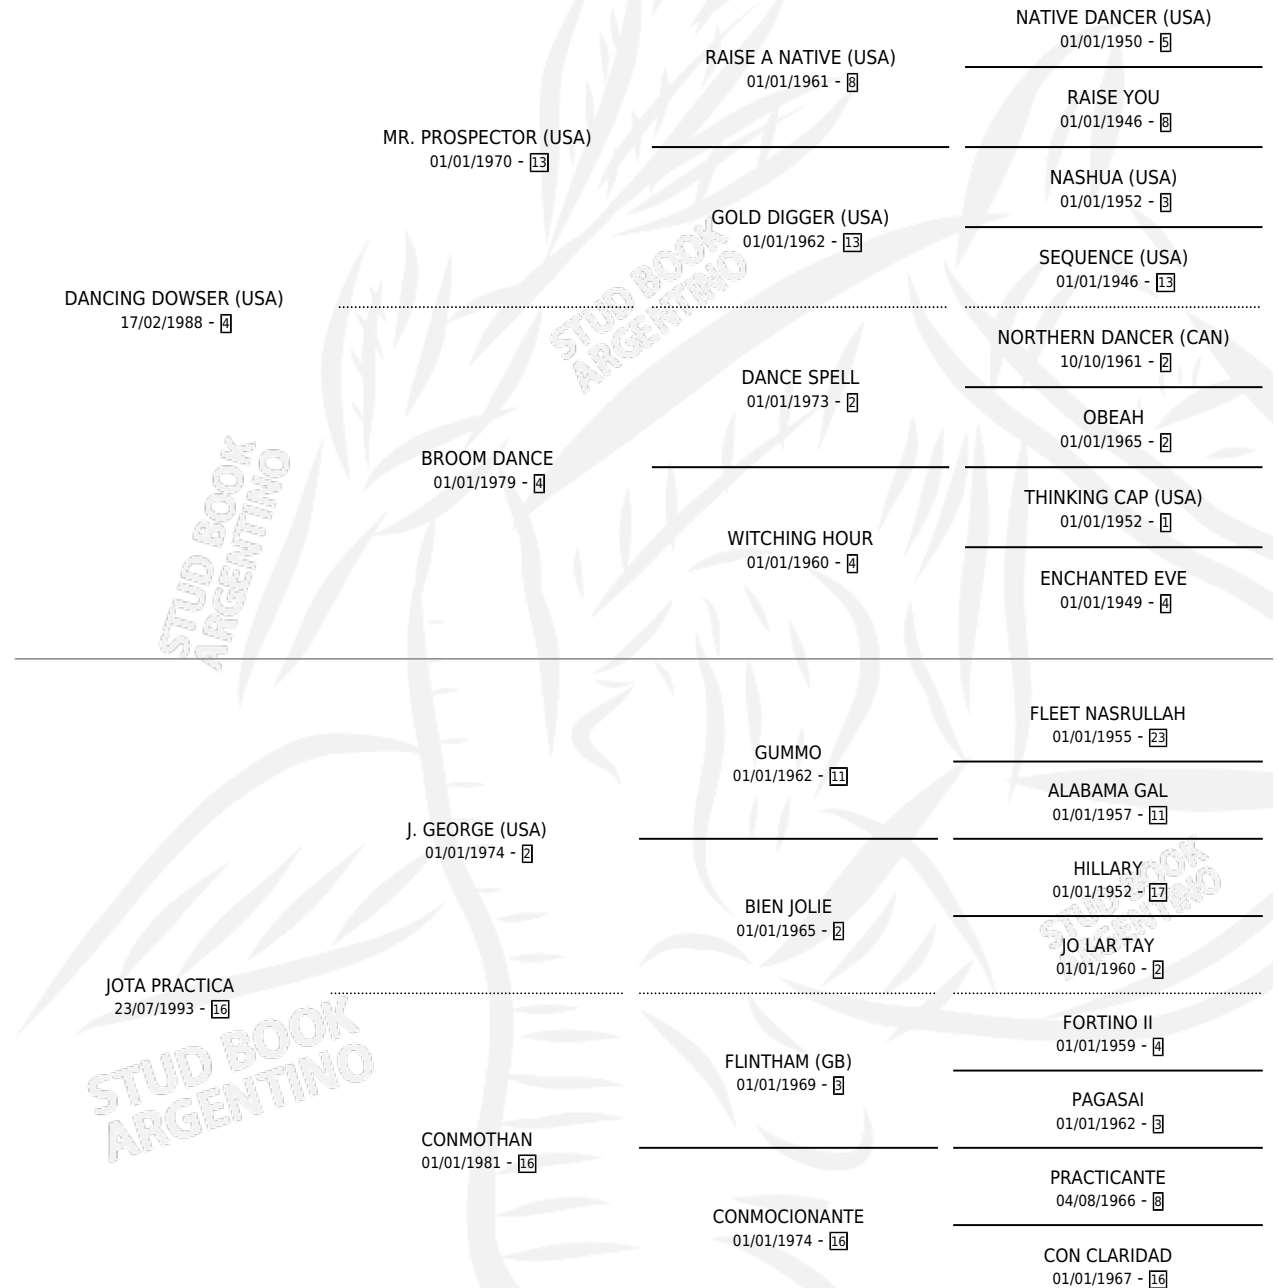 NATIVE DANCER (USA)
01/01/1950 - 5
RAISE A NATIVE (USA)
01/01/1961 - 8
RAISE YOU
01/01/1946 - 8
MR. PROSPECTOR (USA)
01/01/1970 - 13
NASHUA (USA)
01/01/1952 - 3
GOLD DIGGER (USA)
01/01/1962 - 13
SEQUENCE (USA)
01/01/1946 - 13
DANCING DOWSER (USA)
17/02/1988 - 4
STUD BOOK
ARGENTINO
NORTHERN DANCER (CAN)
10/10/1961 - 2
DANCE SPELL
01/01/1973 - 2
OBEAH
01/01/1965 - 2
BROOM DANCE
01/01/1979 - 4
THINKING CAP (USA)
01/01/1952 - 1
WITCHING HOUR
01/01/1960 - 4
ENCHANTED EVE
01/01/1949 - 4
STUD BOOK
ARGENTINO
FLEET NASRULLAH
01/01/1955 - 23
GUMMO
01/01/1962 - 11
ALABAMA GAL
01/01/1957 - 11
J. GEORGE (USA)
01/01/1974 - 2
HILLARY
01/01/1952 - 17
BIEN JOLIE
01/01/1965 - 2
JO LAR TAY
01/01/1960 - 2
STUD BOOK
ARGENTINO
JOTA PRACTICA
23/07/1993 - 16
FORTINO II
01/01/1959 - 4
FLINTHAM (GB)
01/01/1969 - 3
PAGASAI
01/01/1962 - 3
STUD BOOK
ARGENTINO
CONMOTHAN
01/01/1981 - 16
PRACTICANTE
04/08/1966 - 8
CONMOCIONANTE
01/01/1974 - 16
CON CLARIDAD
01/01/1967 - 16